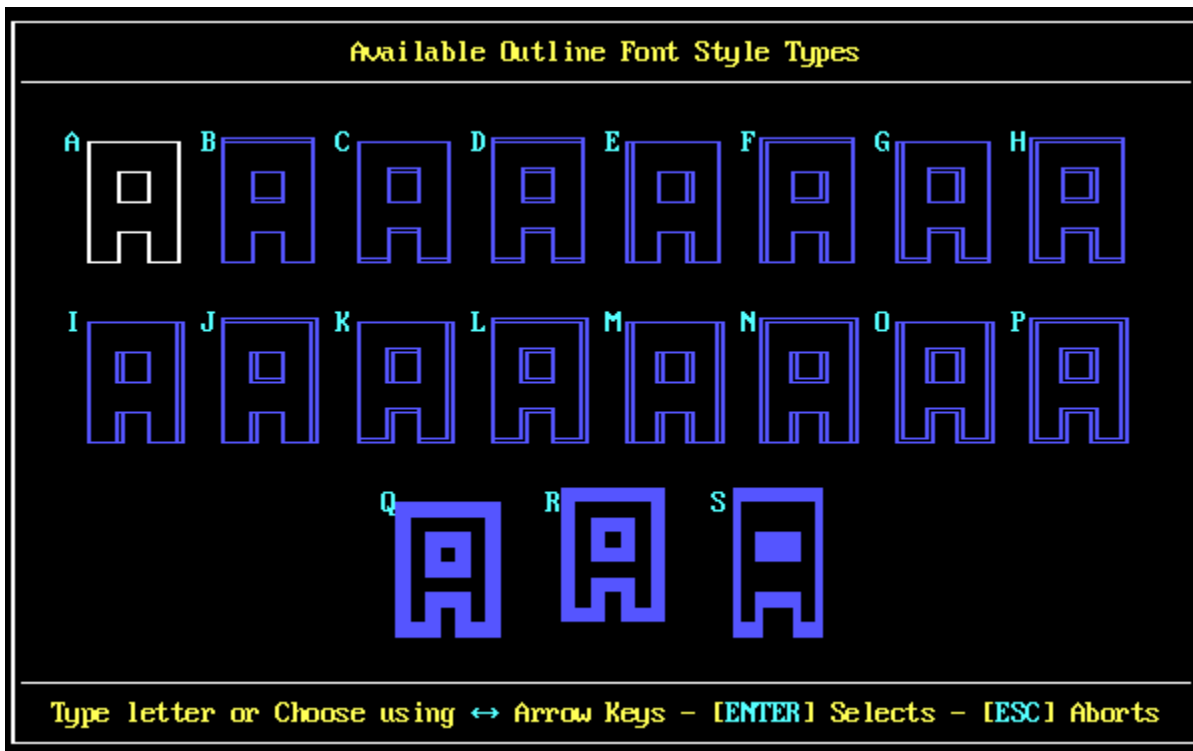 Available Outline Font Style Types
A B C D E F G H
I J K L M N O P
Q R S
Type letter or Choose using ↔ Arrow Keys - [ENTER] Selects - [ESC] Aborts